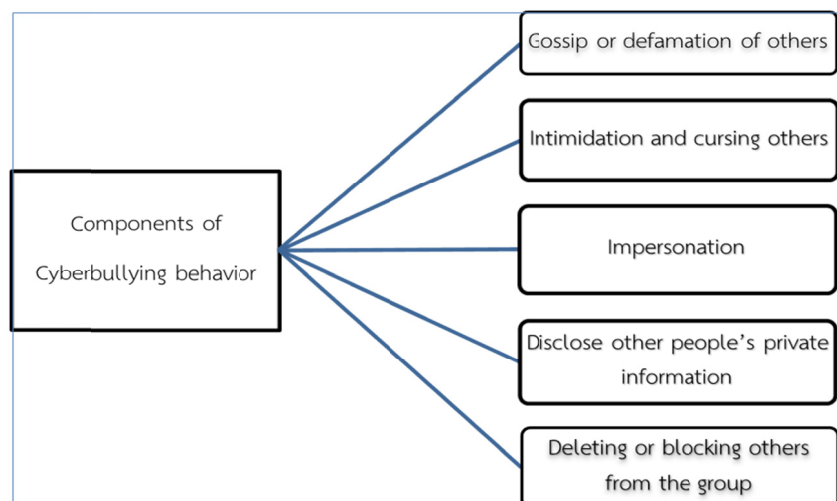 Gossip or defamation of others
Intimidation and cursing others
Components of
Cyberbullying behavior
Impersonation
Disclose other people's private
information
Deleting or blocking others
from the group